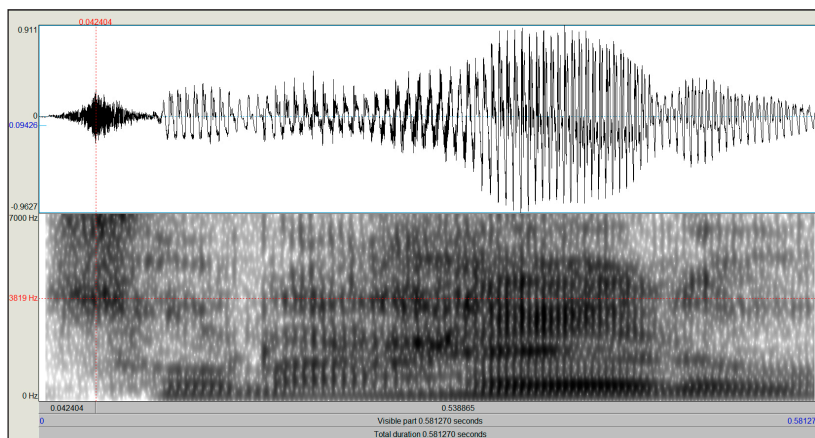 0.042404
0.911
0
0.09426
-0.9627
7000 Hz
3819 Hz
0 Hz
0.042404 0.538865
0 Visible part 0.581270 seconds 0.581270
Total duration 0.581270 seconds